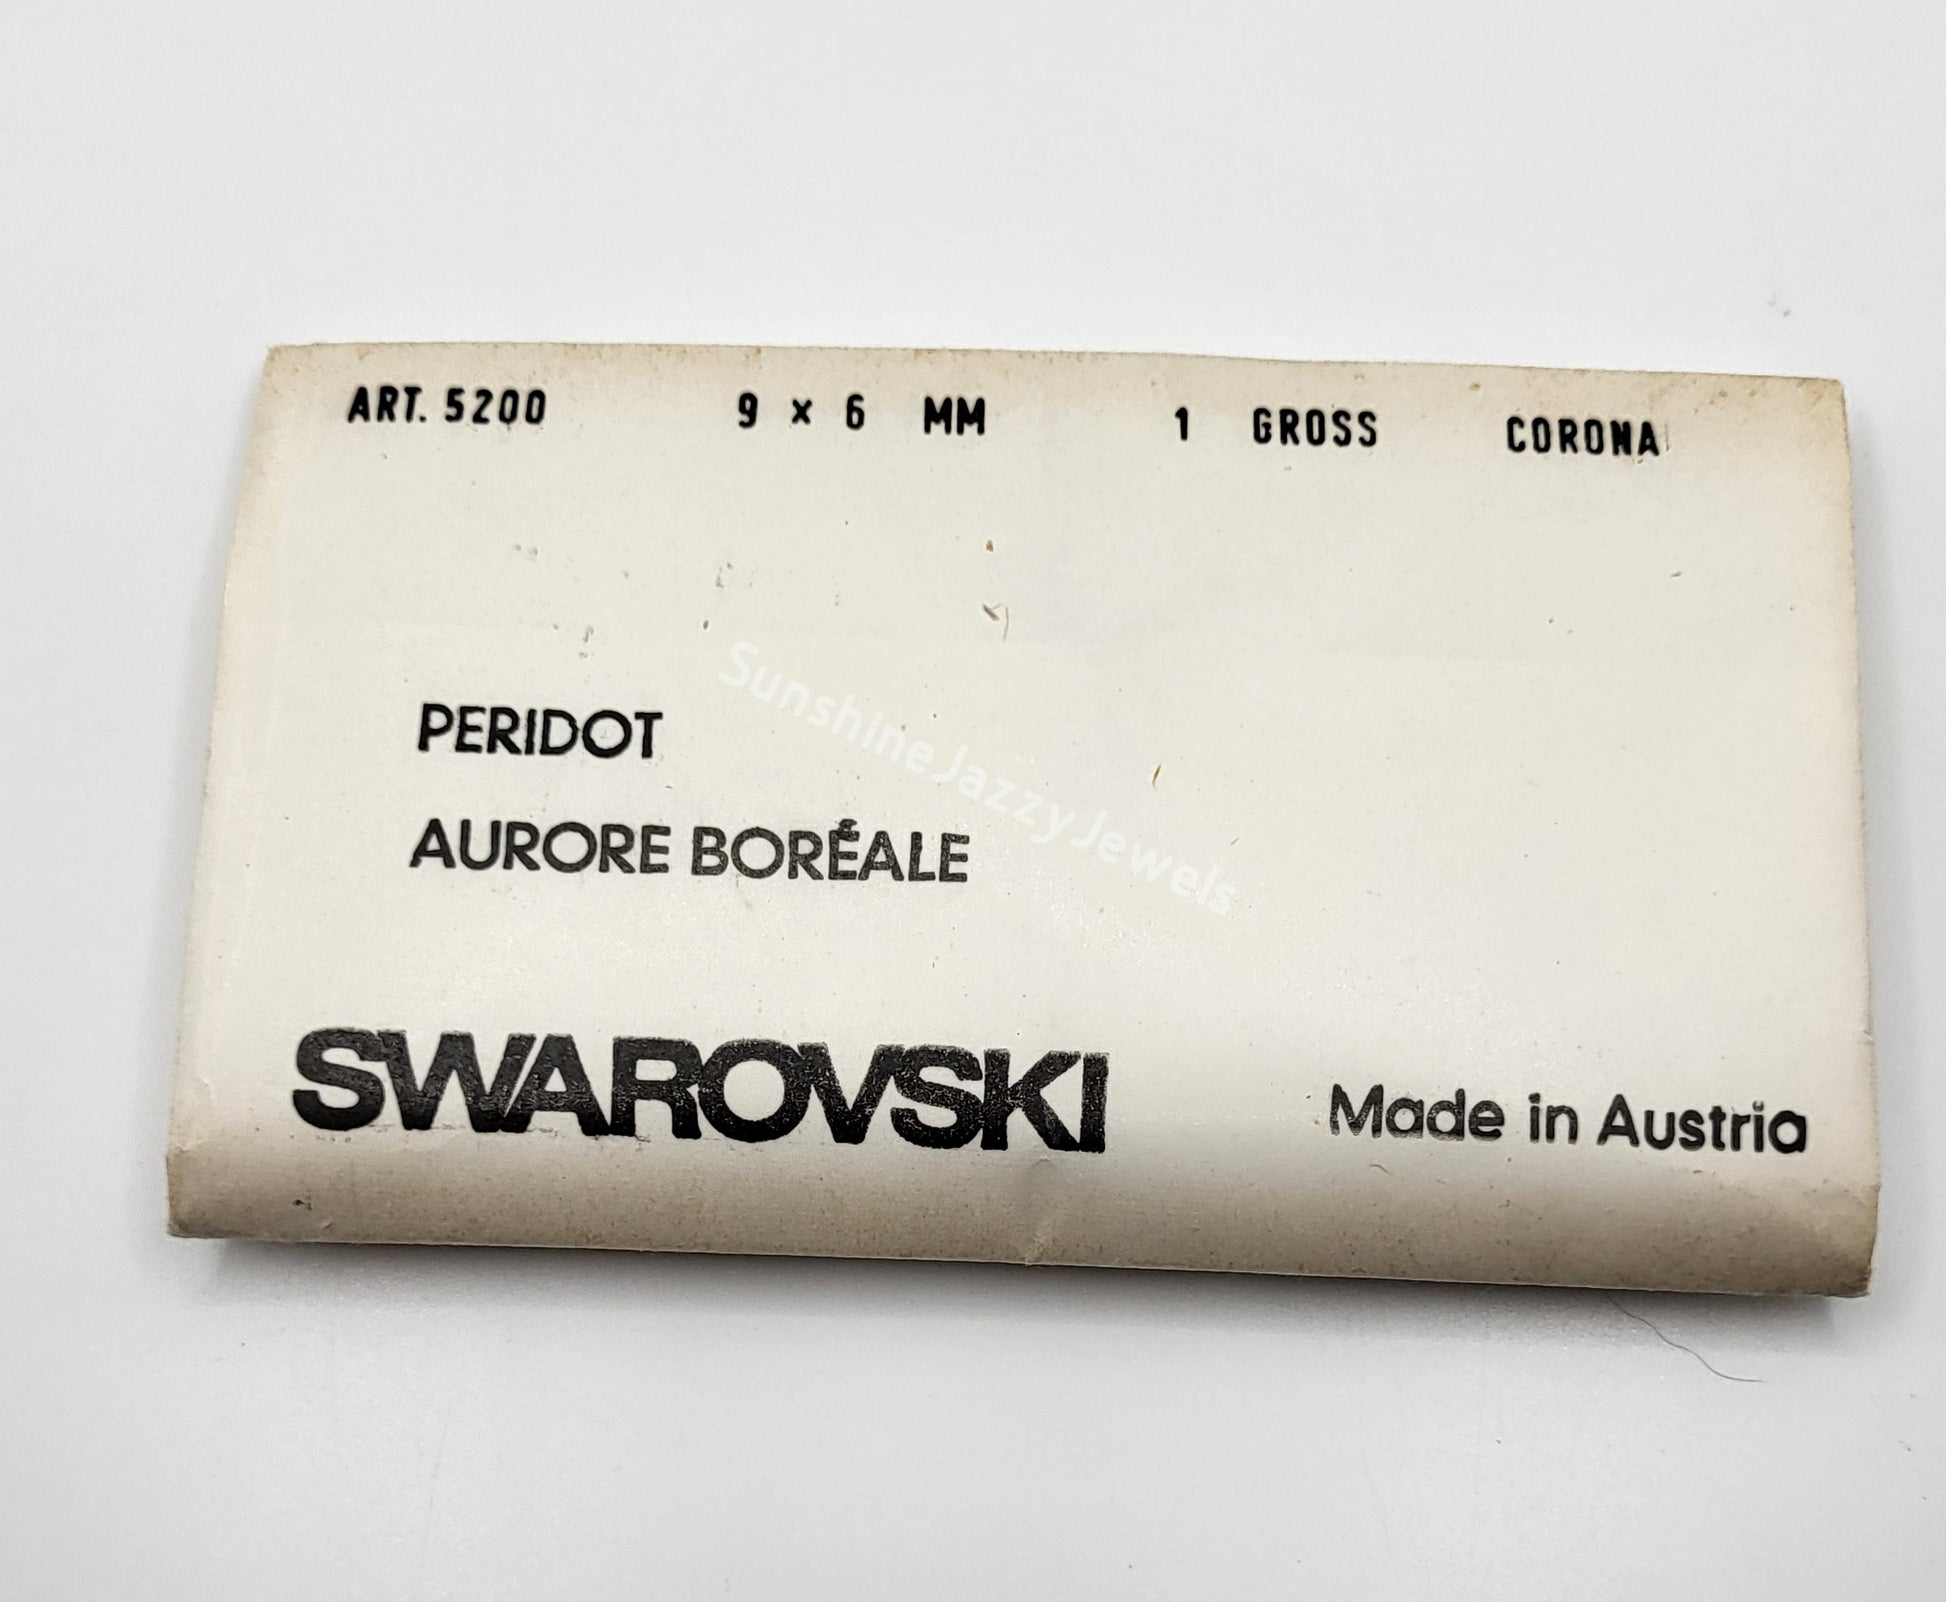 ART. 5200 9 × 6 MM 1 GROSS CORONA
PERIDOT
AURORE BORÉALE
SunshineJazzyJewels
SWAROVSKI
Made in Austria